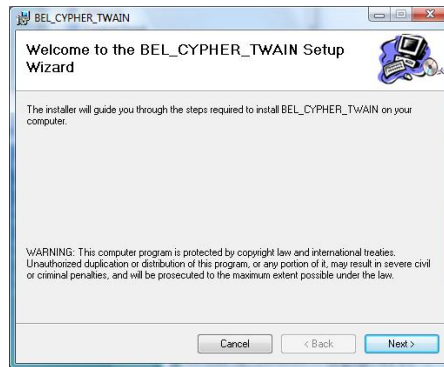 BEL_CYPHER_TWAIN
Welcome to the BEL_CYPHER_TWAIN Setup
Wizard
The installer will guide you through the steps required to install BEL_CYPHER_TWAIN on your
computer.
WARNING: This computer program is protected by copyright law and international treaties.
Unauthorized duplication or distribution of this program, or any portion of it, may result in severe civil
or criminal penalties, and will be prosecuted to the maximum extent possible under the law.
Cancel
< Back
Next >